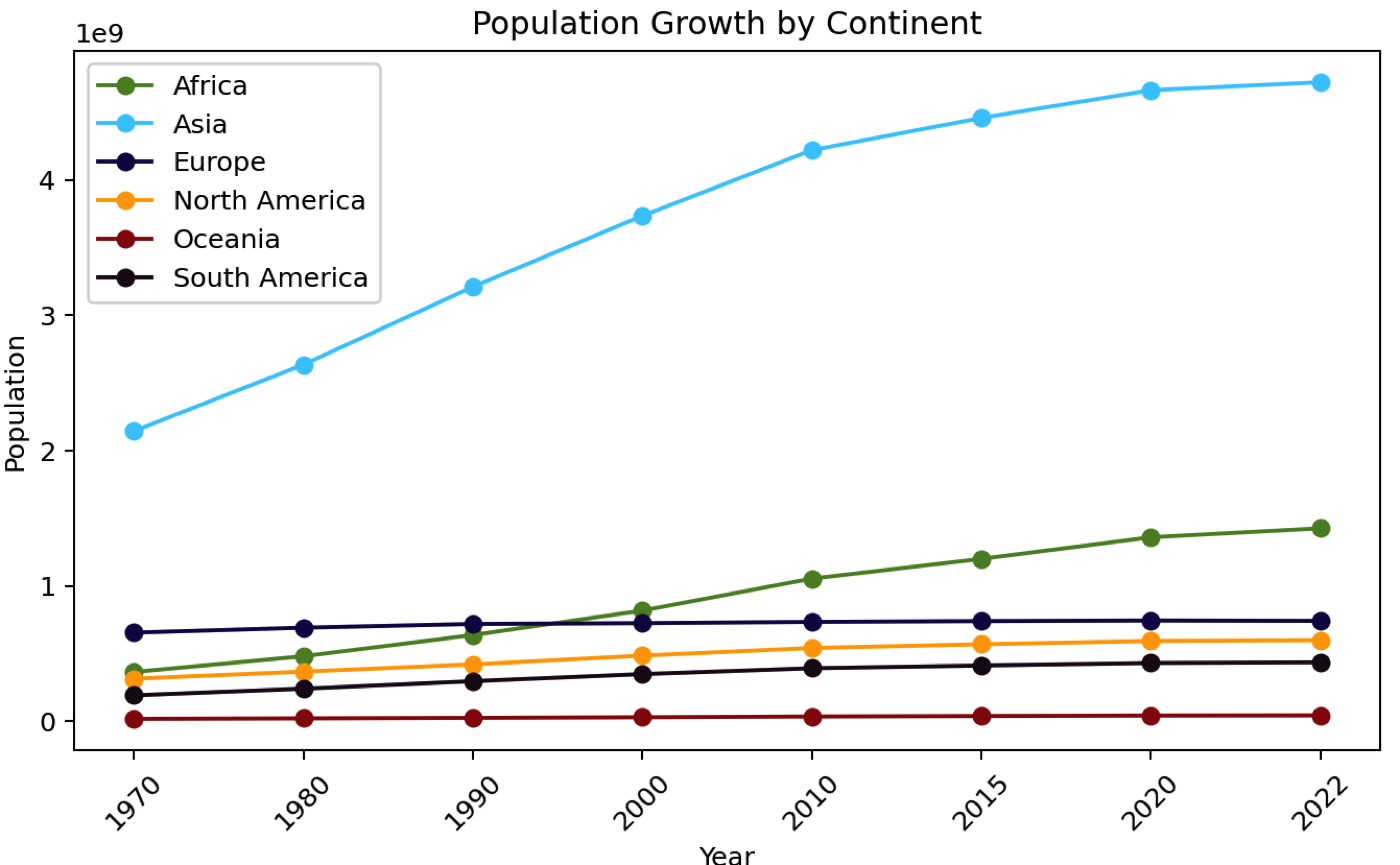 Population Growth by Continent
1e9
Africa
Asia
Europe
North America
Oceania
South America
4
3
2
1
0
Population
1970
1980
1990
2000
2010
2015
2020
2022
Year